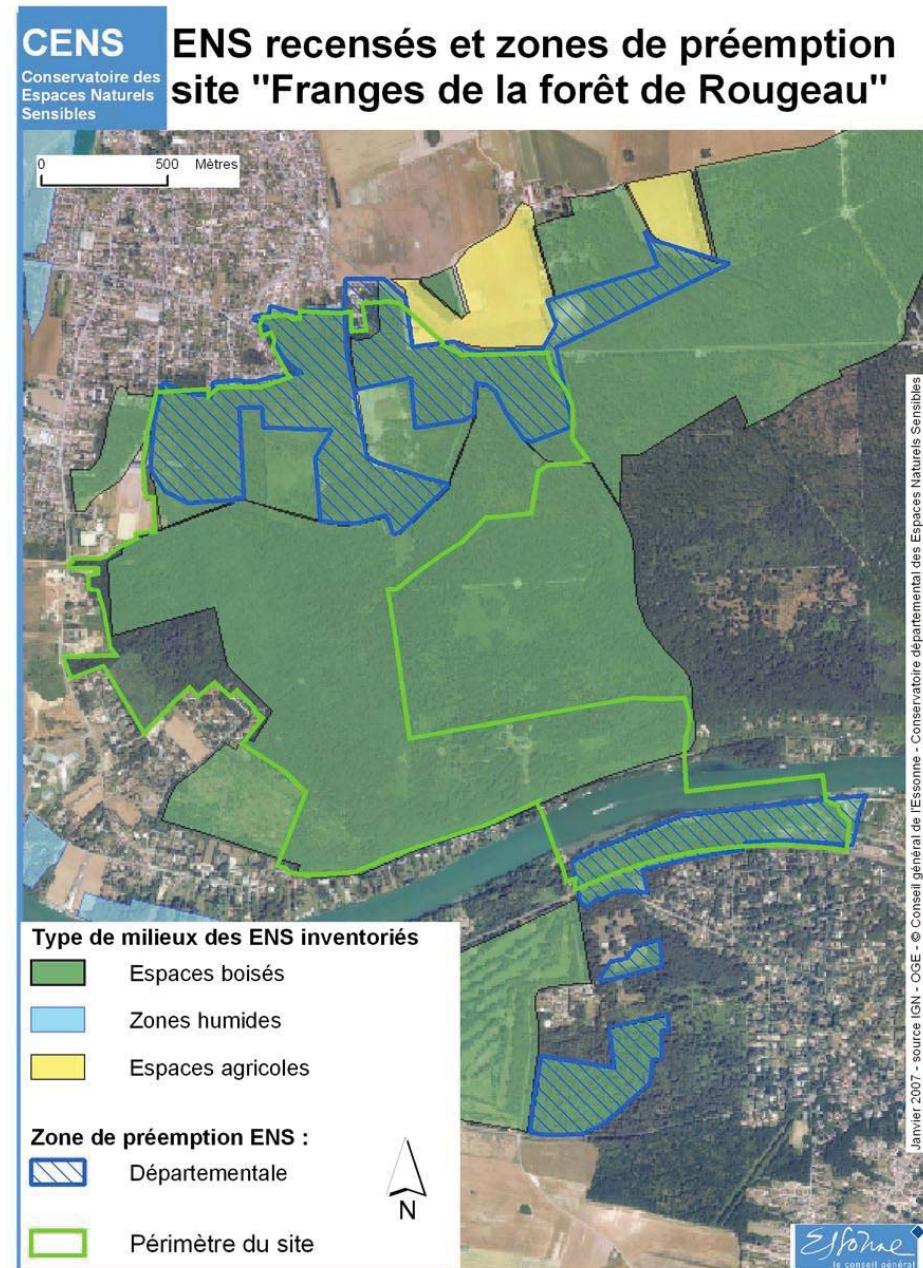 CENS
Conservatoire des
Espaces Naturels
Sensibles
ENS recensés et zones de préemption
site "Franges de la forêt de Rougeau"
0 500 Mètres
Janvier 2007 - source IGN - OGE - © Conseil général de l'Essonne - Conservatoire départemental des Espaces Naturels Sensibles
Type de milieux des ENS inventoriés
Espaces boisés
Zones humides
Espaces agricoles
Zone de préemption ENS :
Départementale
Périmètre du site
N
Essonne
le conseil général